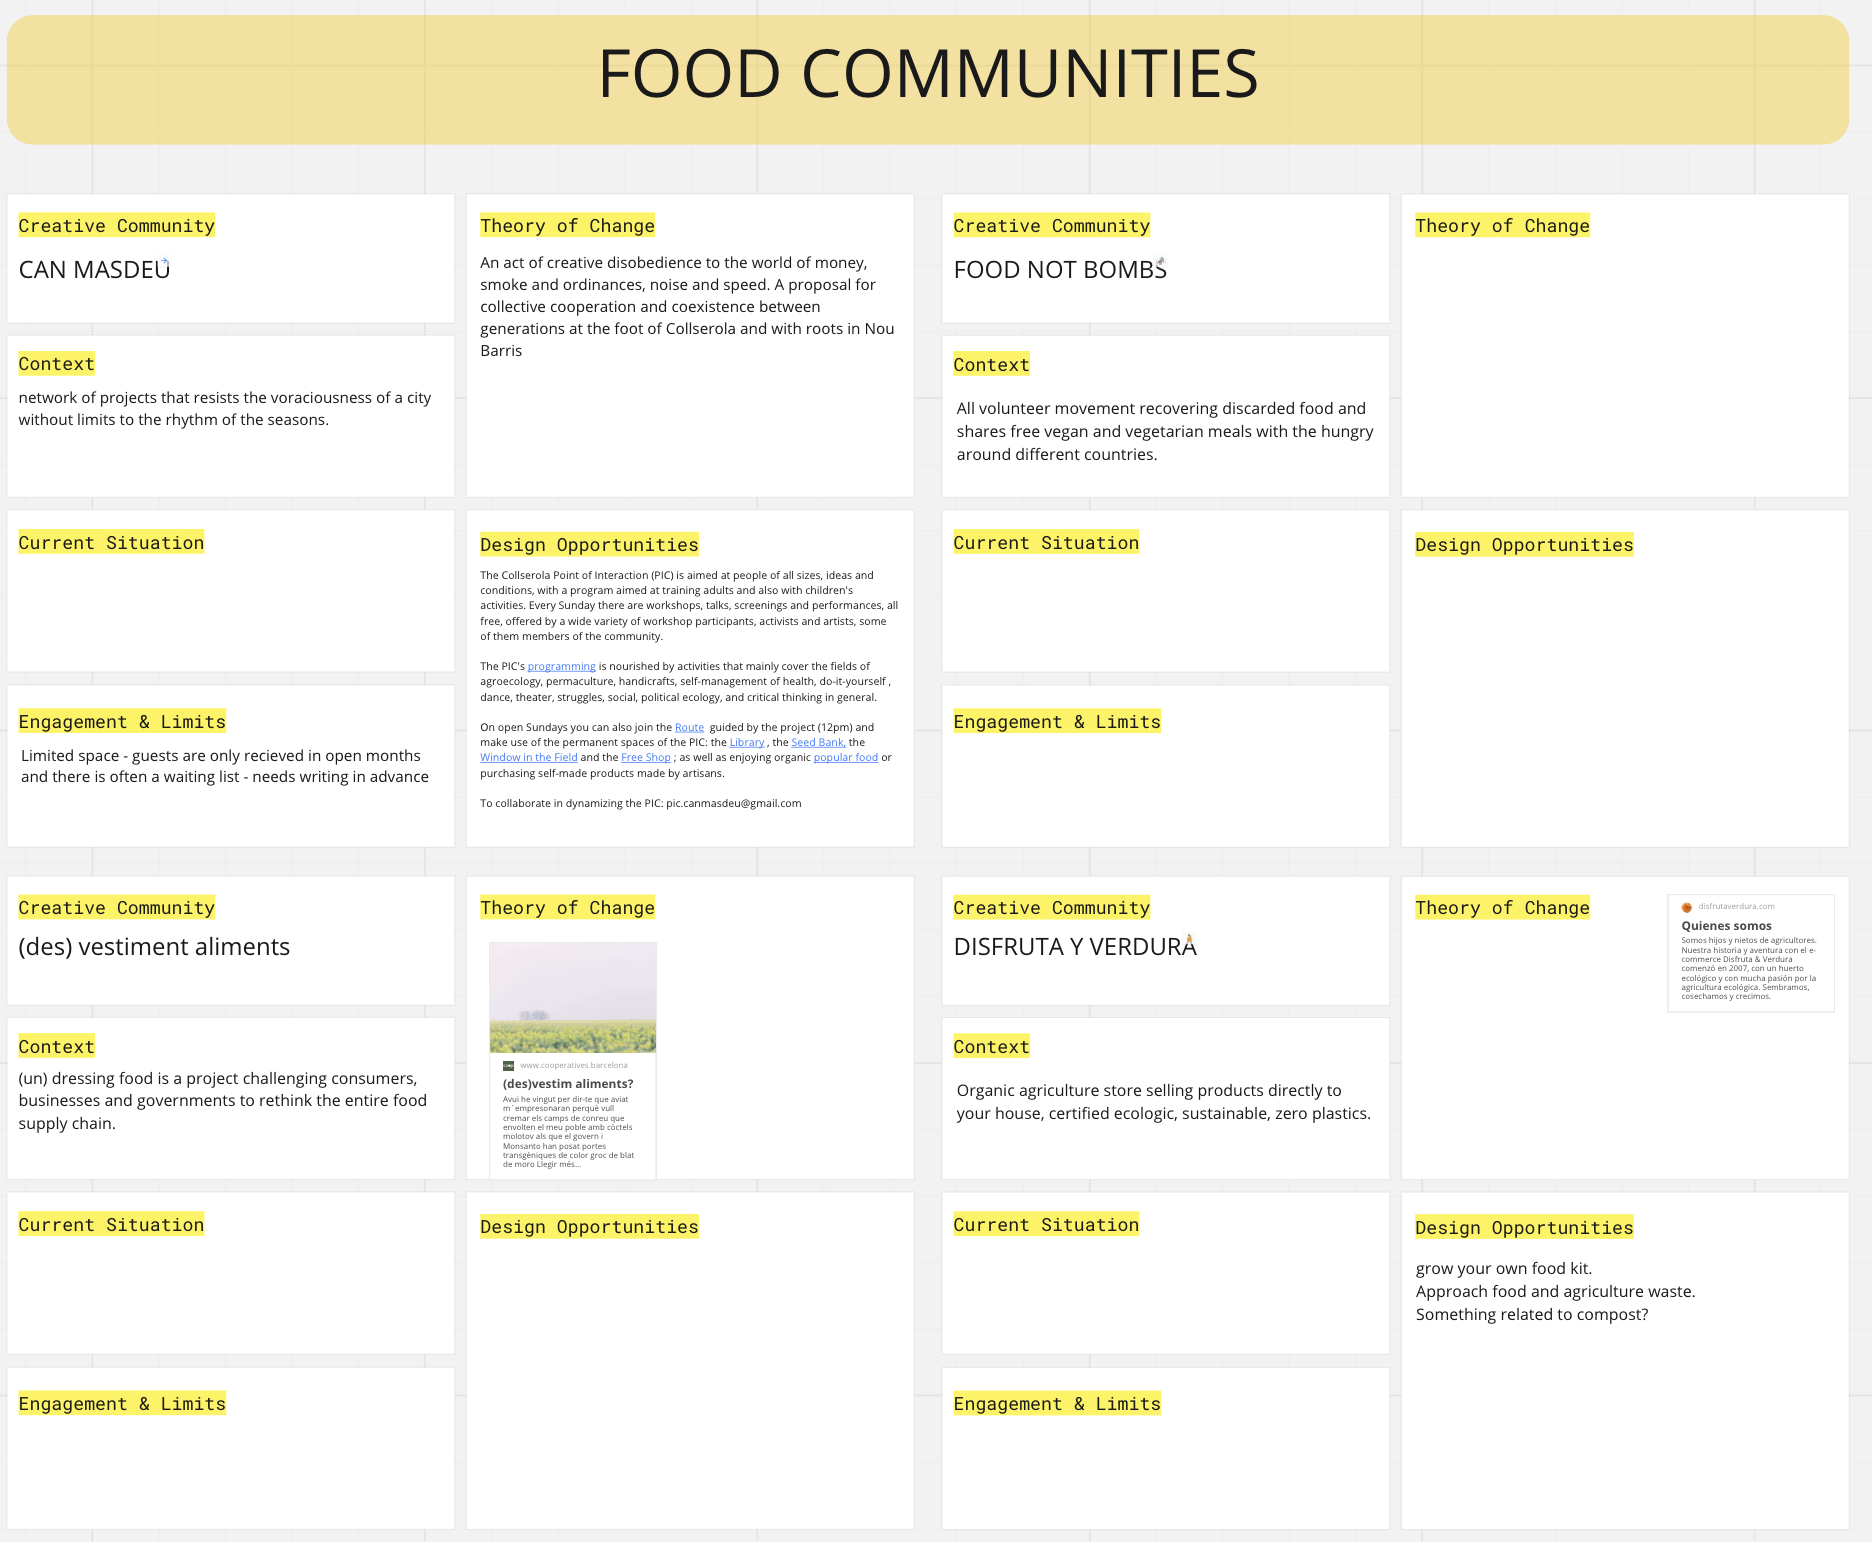 FOOD COMMUNITIES
Creative Community
CAN MASDEU
Context
network of projects that resists the voraciousness of a city
without limits to the rhythm of the seasons.
Current Situation
Engagement & Limits
Limited space - guests are only recieved in open months
and there is often a waiting list - needs writing in advance
Theory of Change
An act of creative disobedience to the world of money,
smoke and ordinances, noise and speed. A proposal for
collective cooperation and coexistence between
generations at the foot of Collserola and with roots in Nou
Barris
Design Opportunities
The Collserola Point of Interaction (PIC) is aimed at people of all sizes, ideas and
conditions, with a program aimed at training adults and also with children's
activities. Every Sunday there are workshops, talks, screenings and performances, all
free, offered by a wide variety of workshop participants, activists and artists, some
of them members of the community.
The PIC's programming is nourished by activities that mainly cover the fields of
agroecology, permaculture, handicrafts, self-management of health, do-it-yourself ,
dance, theater, struggles, social, political ecology, and critical thinking in general.
On open Sundays you can also join the Route guided by the project (12pm) and
make use of the permanent spaces of the PIC: the Library , the Seed Bank, the
Window in the Field and the Free Shop ; as well as enjoying organic popular food or
purchasing self-made products made by artisans.
To collaborate in dynamizing the PIC: pic.canmasdeu@gmail.com
Creative Community
FOOD NOT BOMBS
Context
All volunteer movement recovering discarded food and
shares free vegan and vegetarian meals with the hungry
around different countries.
Current Situation
Engagement & Limits
Theory of Change
Design Opportunities
Creative Community
(des) vestiment aliments
Context
(un) dressing food is a project challenging consumers,
businesses and governments to rethink the entire food
supply chain.
Current Situation
Engagement & Limits
Theory of Change
www.cooperatives.barcelona
(des)vestim aliments?
Avui he vingut per dir-te que aviat
m´empresonaran perquè vull
cremar els camps de conreu que
envolten el meu poble amb còctels
molotov als que el govern i
Monsanto han posat portes
transgèniques de color groc de blat
de moro Llegir més...
Design Opportunities
Creative Community
DISFRUTA Y VERDURA
Context
Organic agriculture store selling products directly to
your house, certified ecologic, sustainable, zero plastics.
Current Situation
Engagement & Limits
Theory of Change
disfrutaverdura.com
Quienes somos
Somos hijos y nietos de agricultores.
Nuestra historia y aventura con el e-
commerce Disfruta & Verdura
comenzó en 2007, con un huerto
ecológico y con mucha pasión por la
agricultura ecológica. Sembramos,
cosechamos y crecimos.
Design Opportunities
grow your own food kit.
Approach food and agriculture waste.
Something related to compost?